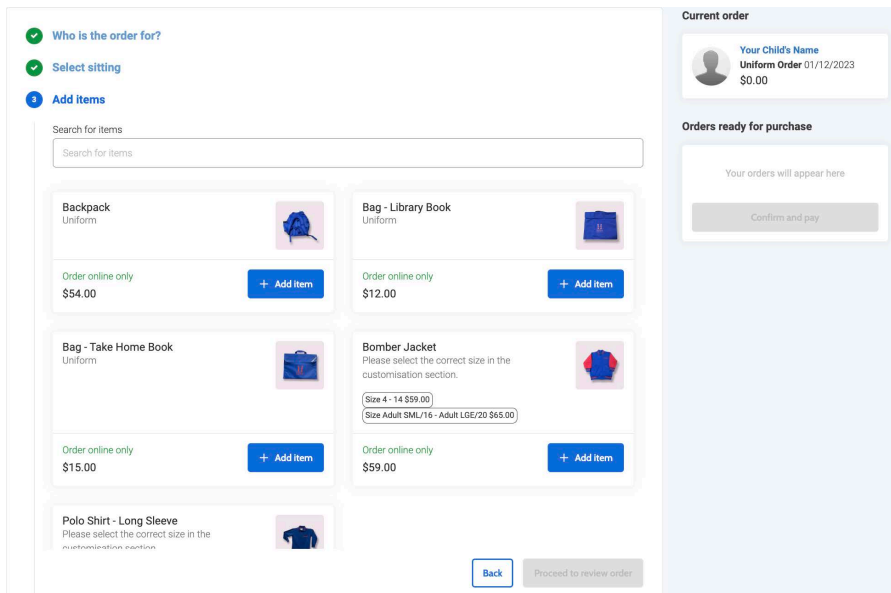 Who is the order for?
Select sitting
3 Add items
Search for items
Search for items
Backpack
Uniform
Order online only
$54.00
+ Add item
Bag - Library Book
Uniform
Order online only
$12.00
+ Add item
Bag - Take Home Book
Uniform
Order online only
$15.00
+ Add item
Bomber Jacket
Please select the correct size in the
customisation section.
Size 4 - 14 $59.00
Size Adult SML/16 - Adult LGE/20 $65.00
Order online only
$59.00
+ Add item
Polo Shirt - Long Sleeve
Please select the correct size in the
customisation section
Back
Proceed to review order
Current order
Your Child's Name
Uniform Order 01/12/2023
$0.00
Orders ready for purchase
Your orders will appear here
Confirm and pay